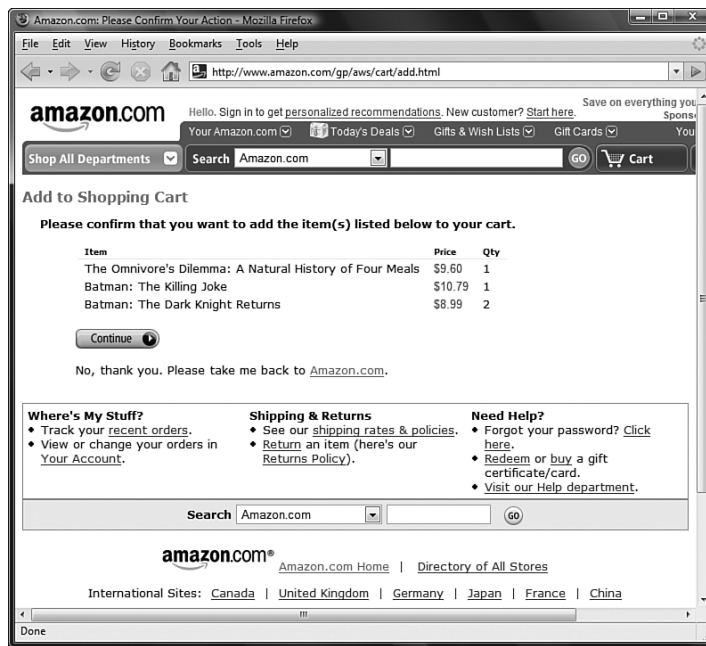 Amazon.com: Please Confirm Your Action - Mozilla Firefox
File Edit View History Bookmarks Tools Help
http://www.amazon.com/gp/aws/cart/add.html
amazon.com
Hello. Sign in to get personalized recommendations. New customer? Start here.
Save on everything you
Spons
Your Amazon.com Today's Deals Gifts & Wish Lists Gift Cards You
Shop All Departments Search Amazon.com GO Cart
Add to Shopping Cart
Please confirm that you want to add the item(s) listed below to your cart.
Item Price Qty
The Omnivore's Dilemma: A Natural History of Four Meals $9.60 1
Batman: The Killing Joke $10.79 1
Batman: The Dark Knight Returns $8.99 2
Continue
No, thank you. Please take me back to Amazon.com.
Where's My Stuff?
• Track your recent orders.
• View or change your orders in
Your Account.
Shipping & Returns
• See our shipping rates & policies.
• Return an item (here's our
Returns Policy).
Need Help?
• Forgot your password? Click
here.
• Redeem or buy a gift
certificate/card.
• Visit our Help department.
Search Amazon.com GO
amazon.com® Amazon.com Home | Directory of All Stores
International Sites: Canada | United Kingdom | Germany | Japan | France | China
Done